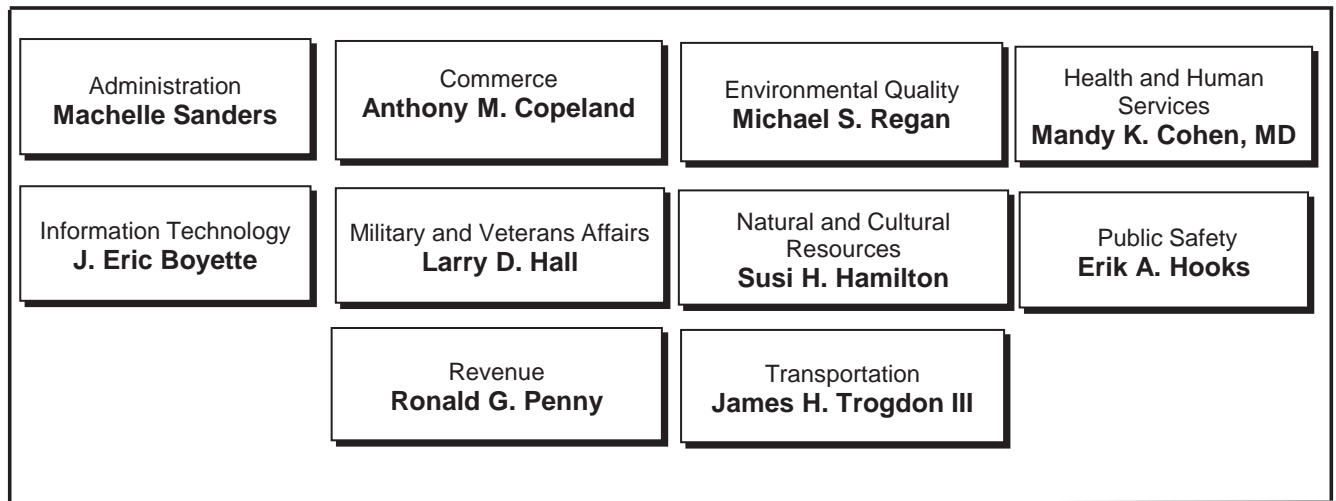 Administration
Machelle Sanders
Commerce
Anthony M. Copeland
Environmental Quality
Michael S. Regan
Health and Human
Services
Mandy K. Cohen, MD
Information Technology
J. Eric Boyette
Military and Veterans Affairs
Larry D. Hall
Natural and Cultural
Resources
Susi H. Hamilton
Public Safety
Erik A. Hooks
Revenue
Ronald G. Penny
Transportation
James H. Trogdon III